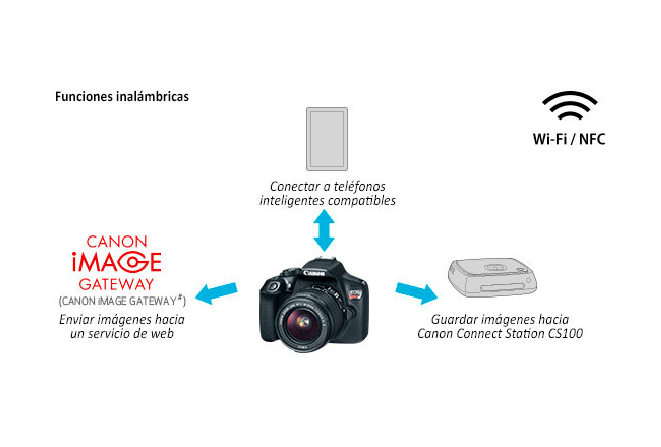 Funciones inalámbricas
Wi-Fi / NFC
Conectar a teléfonos
inteligentes compatibles
CANON
iMAGE
GATEWAY
(CANON iMAGE GATEWAY#)
Enviar imágenes hacia
un servicio de web
Canon
Guardar imágenes hacia
Canon Connect Station CS100